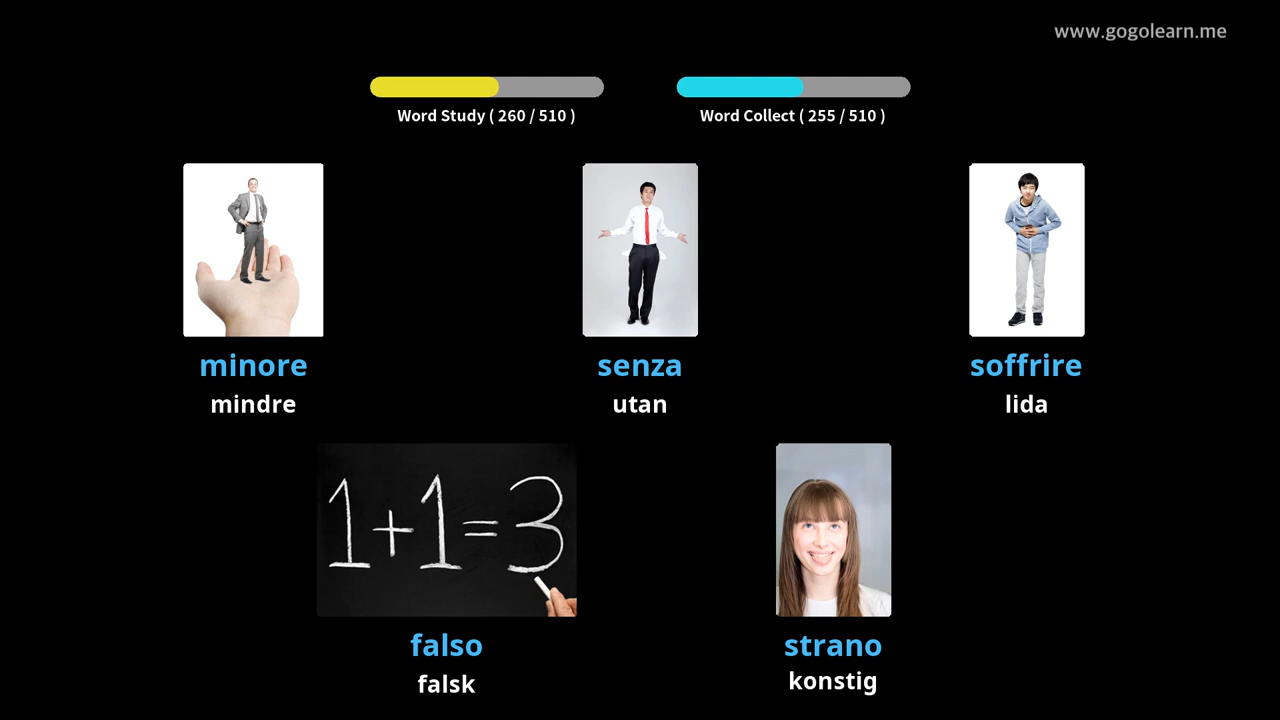 www.gogolearn.me
Word Study ( 260 / 510 )
Word Collect ( 255 / 510 )
minore
mindre
senza
utan
soffrire
lida
1+1=3
falso
falsk
strano
konstig